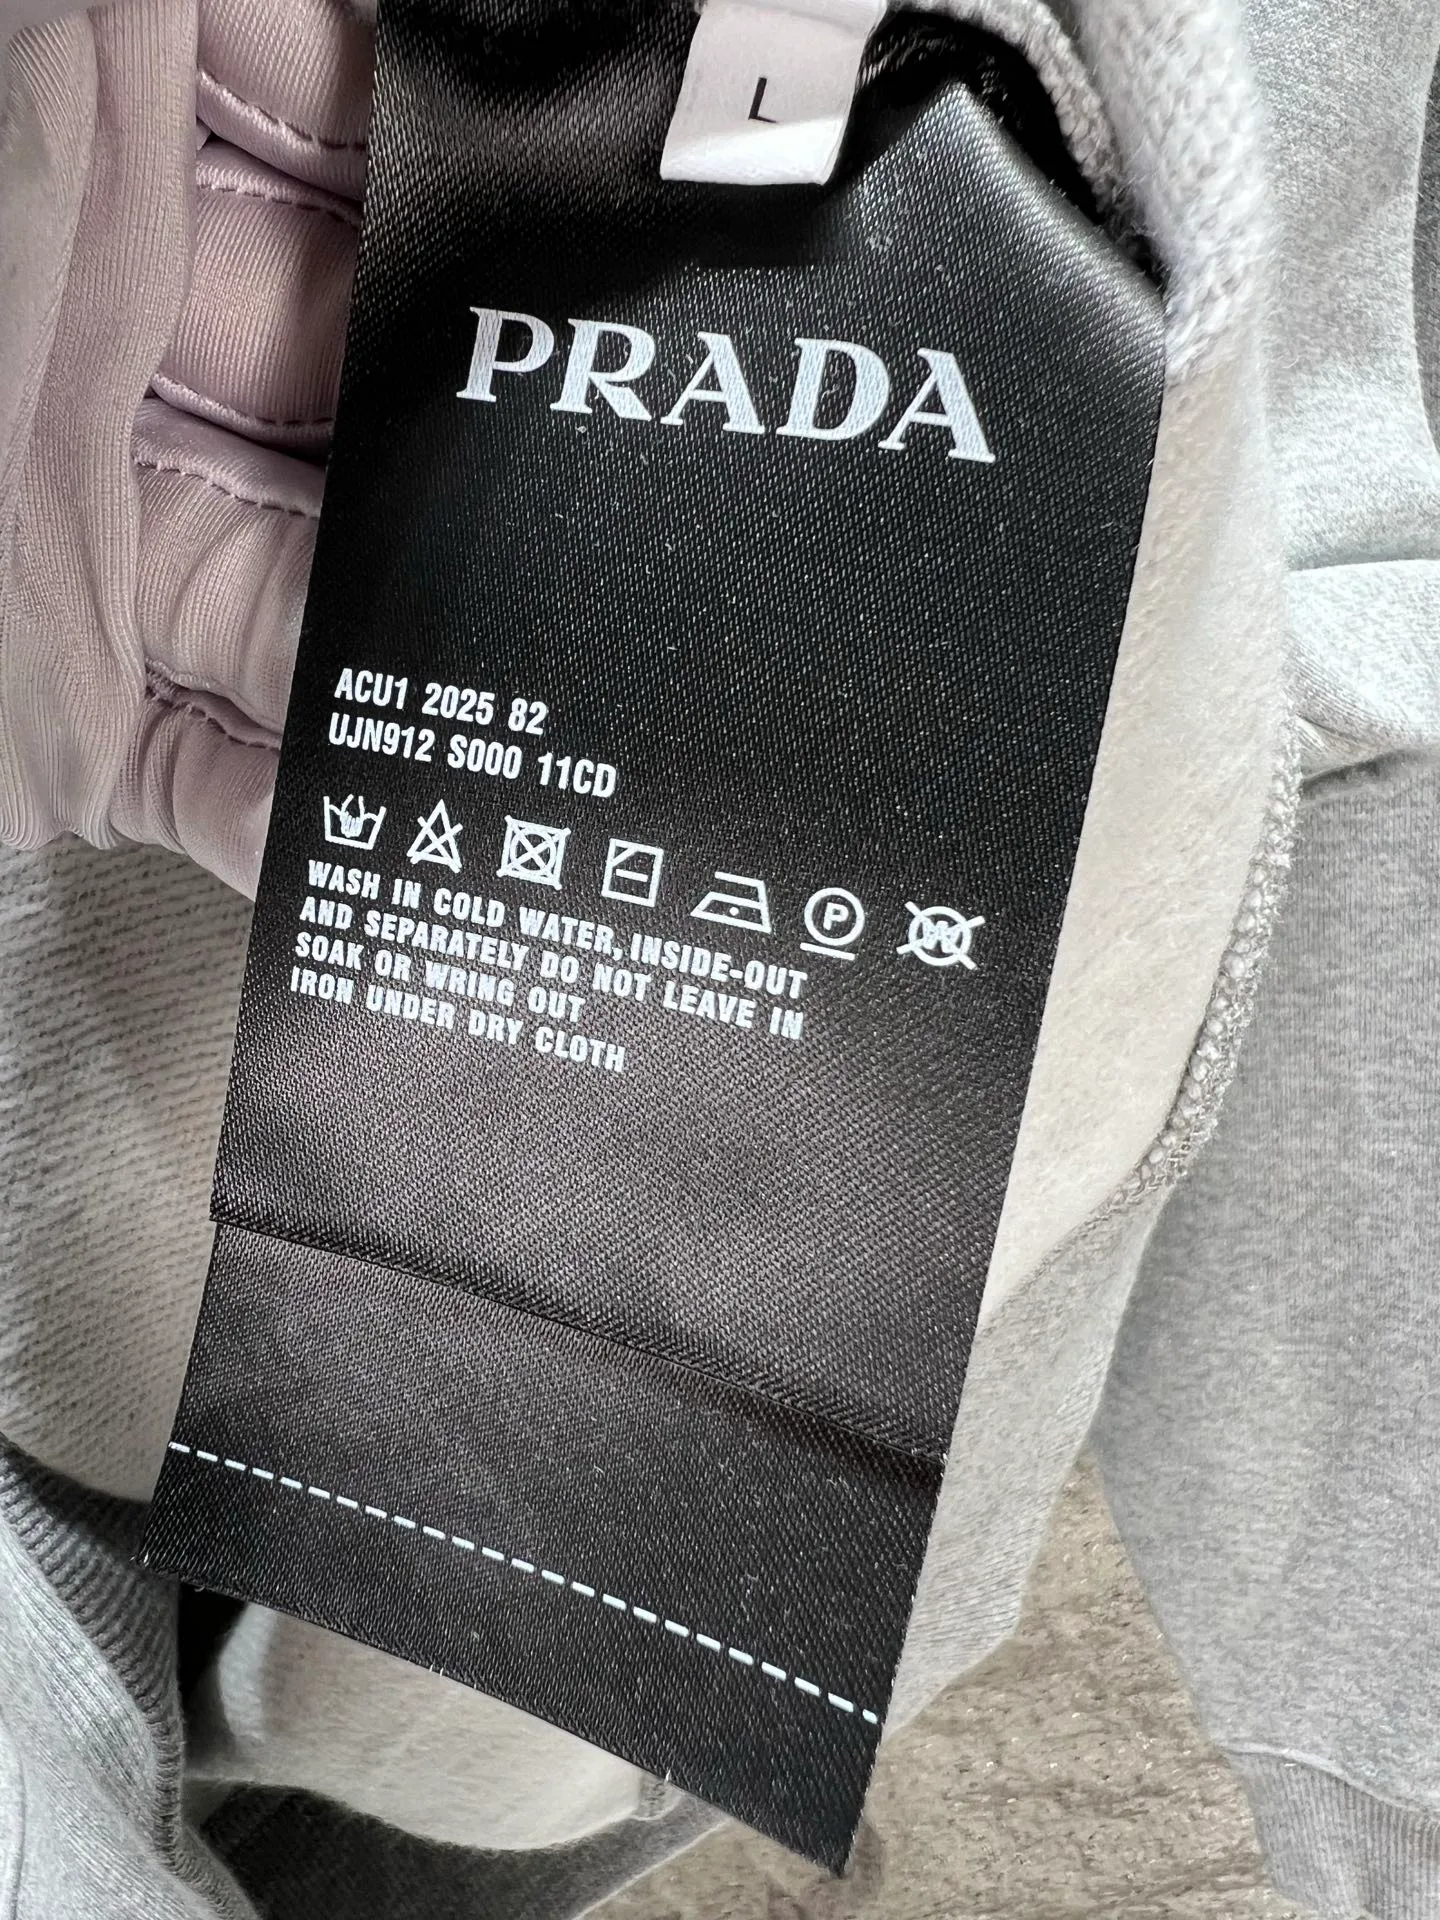 L
PRADA
ACU1 2025 82
UJN912 S000 11CD
P
W
WASH IN COLD WATER, INSIDE-OUT
AND SEPARATELY DO NOT LEAVE IN
SOAK OR WRING OUT
IRON UNDER DRY CLOTH